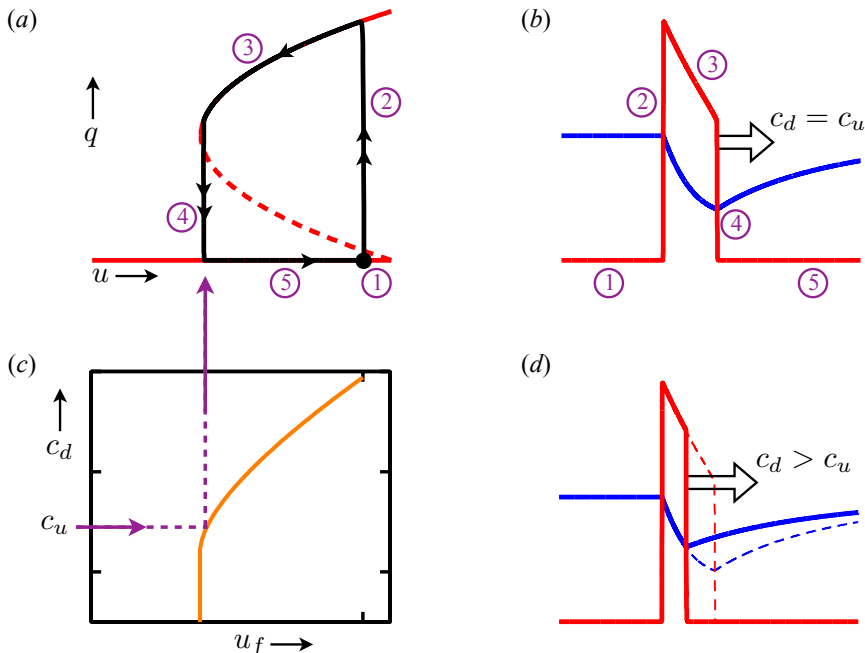 (a)
q
u
③
②
④
⑤
①
(b)
②
③
c_d = c_u
④
①
⑤
(c)
c_d
c_u
u_f
(d)
c_d > c_u